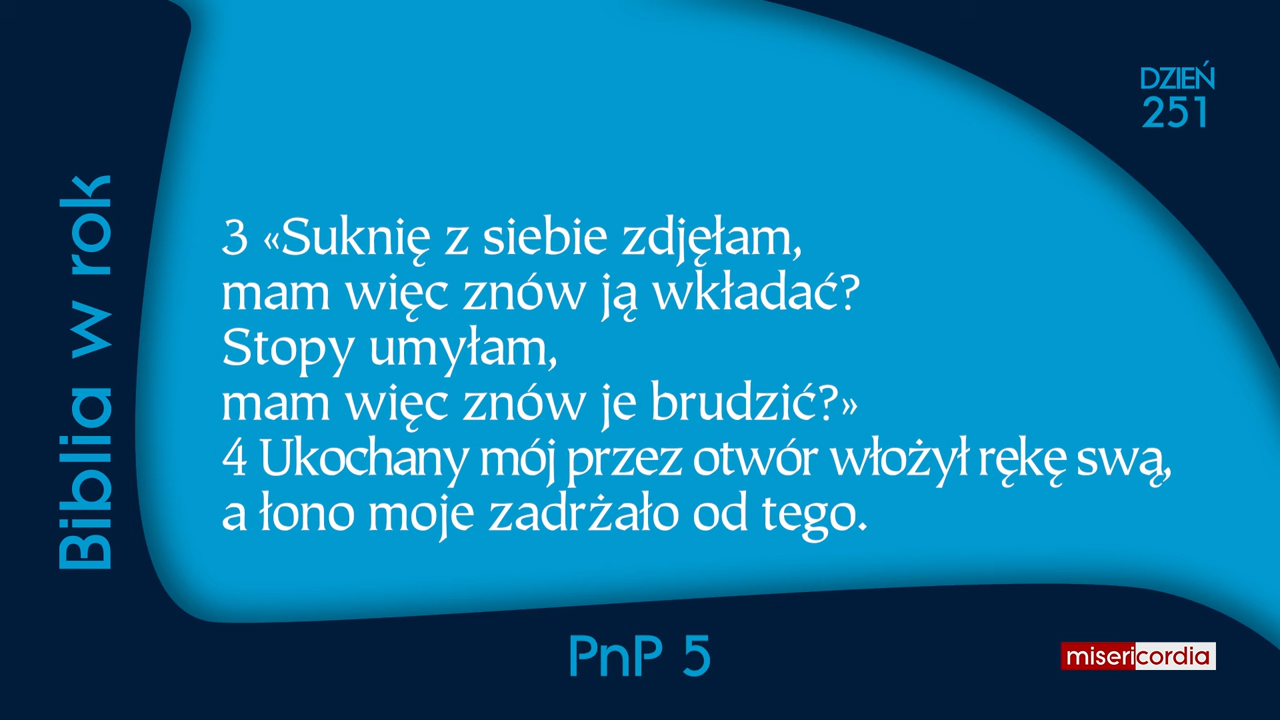 DZIEŃ
251
Biblia w rok
3 «Suknię z siebie zdjęłam,
mam więc znów ją wkładać?
Stopy umyłam,
mam więc znów je brudzić?»
4 Ukochany mój przez otwór włożył rękę swą,
a łono moje zadrżało od tego.
PnP 5
misericordia